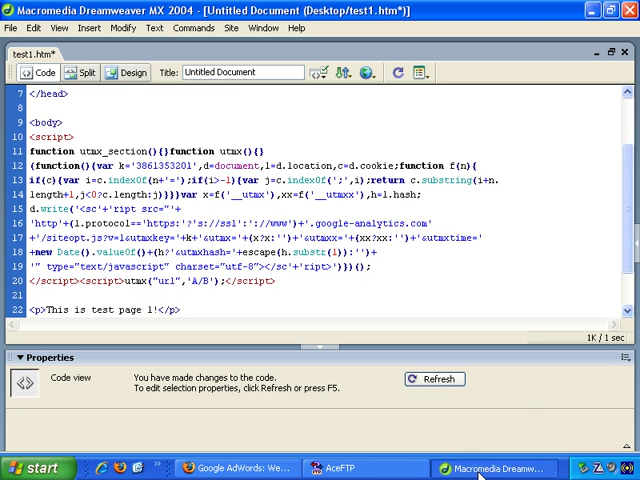 Macromedia Dreamweaver MX 2004 - [Untitled Document (Desktop/test1.htm*)]
File Edit View Insert Modify Text Commands Site Window Help
test1.htm*
Code Split Design Title: Untitled Document
7 </head>
8
9 <body>
10 <script>
11 function utmx_section(){}function utmx(){}
12 (function(){var k='3861353201',d=document,l=d.location,c=d.cookie;function f(n){
13 if(c){var i=c.indexOf(n+'=');if(i>-1){var j=c.indexOf(';',i);return c.substring(i+n.
14 length+1,j<0?c.length:j)}}}var x=f('__utmx'),xx=f('__utmxx'),h=l.hash;
15 d.write('<sc'+'ript src="'+
16 'http'+(l.protocol=='https:'?'s://ssl':'://www')+'.google-analytics.com'
17 +'/siteopt.js?v=1&utmxkey='+k+'&utmx='+(x?x:'')+'&utmxx='+(xx?xx:'')+'&utmxtime='
18 +new Date().valueOf()+(h?'&utmxhash='+escape(h.substr(1)):'')+
19 '" type="text/javascript" charset="utf-8"></sc'+'ript>')})();
20 </script><script>utmx("url",'A/B');</script>
21
22 <p>This is test page 1!</p>
1K / 1 sec
Properties
Code view You have made changes to the code. Refresh
To edit selection properties, click Refresh or press F5.
start Google AdWords: We... AceFTP Macromedia Dreamw...